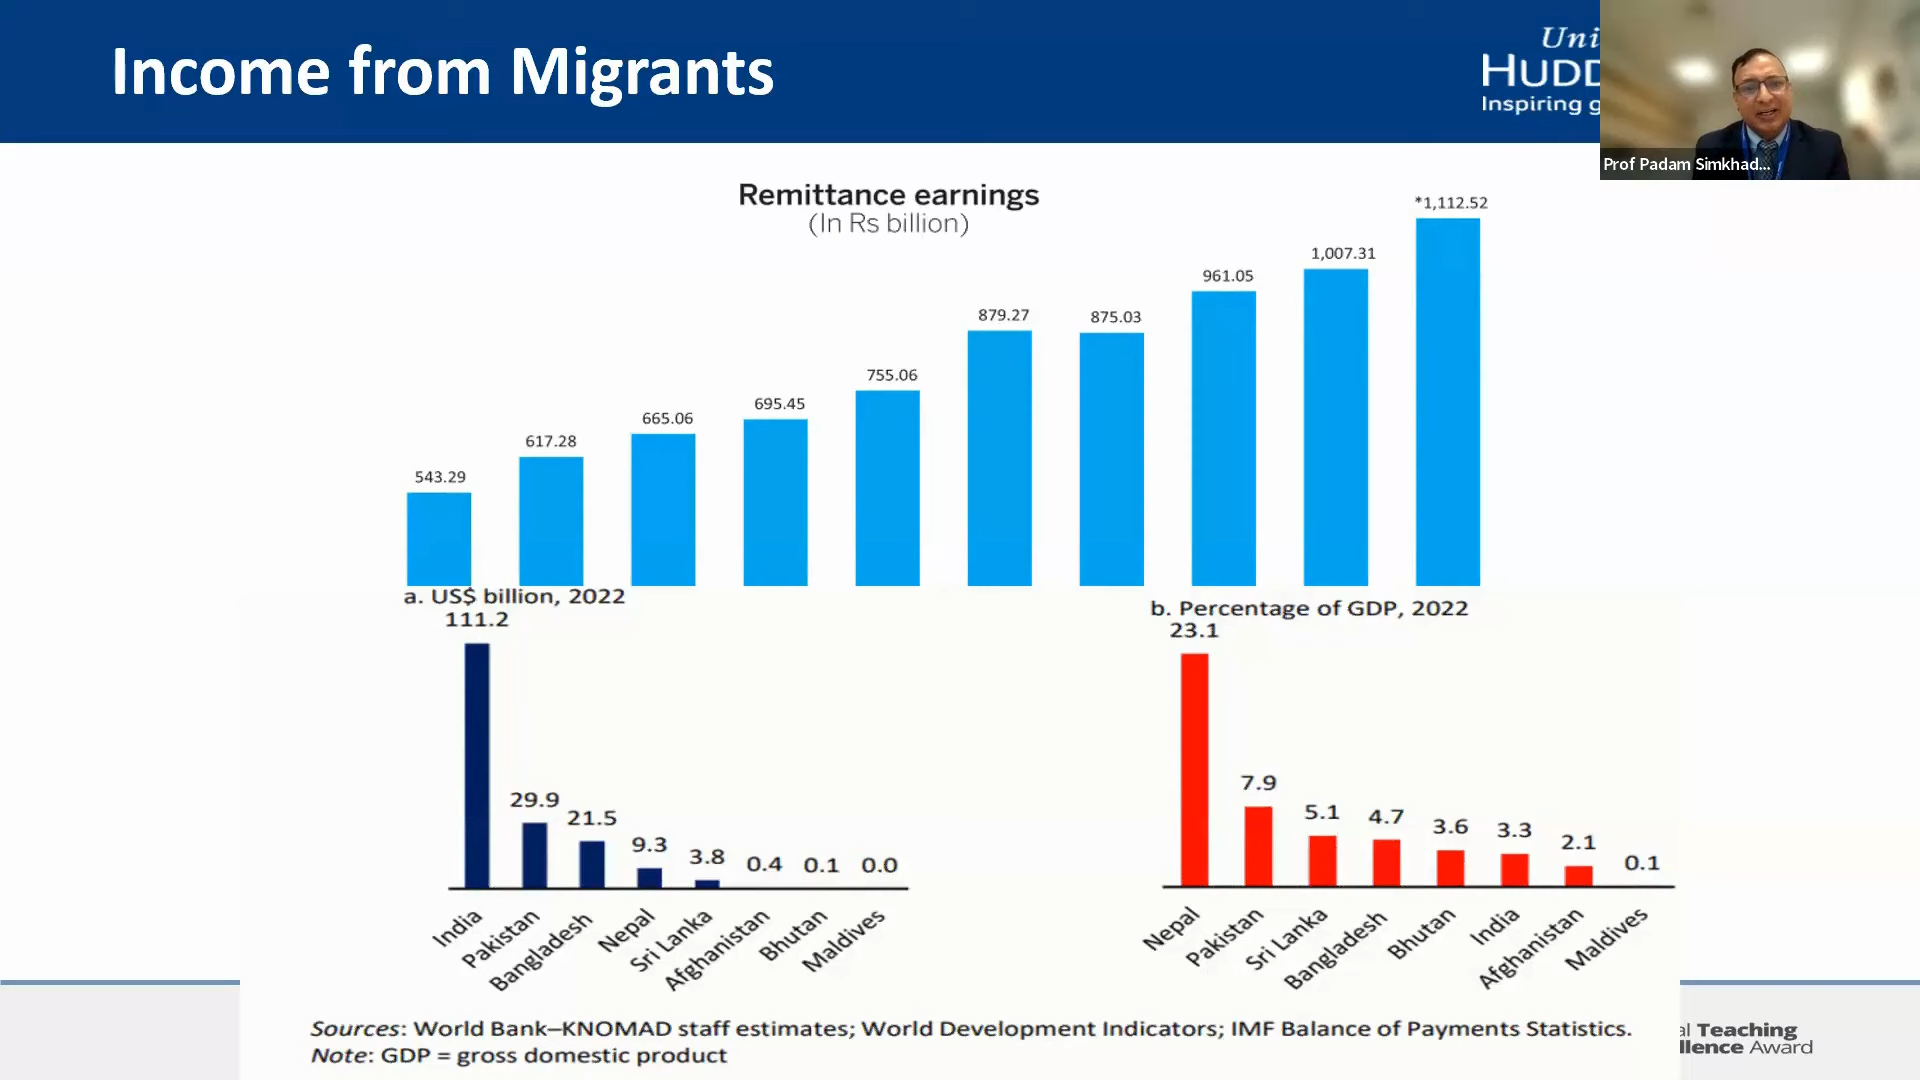 Income from Migrants
Uni
HUDD
Inspiring g
Prof Padam Simkhad...
Remittance earnings
(In Rs billion)
543.29
617.28
665.06
695.45
755.06
879.27
875.03
961.05
1,007.31
*1,112.52
a. US$ billion, 2022
111.2
29.9
21.5
9.3
3.8
0.4
0.1
0.0
India
Pakistan
Bangladesh
Nepal
Sri Lanka
Afghanistan
Bhutan
Maldives
b. Percentage of GDP, 2022
23.1
7.9
5.1
4.7
3.6
3.3
2.1
0.1
Nepal
Pakistan
Sri Lanka
Bangladesh
Bhutan
India
Afghanistan
Maldives
Sources: World Bank–KNOMAD staff estimates; World Development Indicators; IMF Balance of Payments Statistics.
Note: GDP = gross domestic product
al Teaching
llence Award